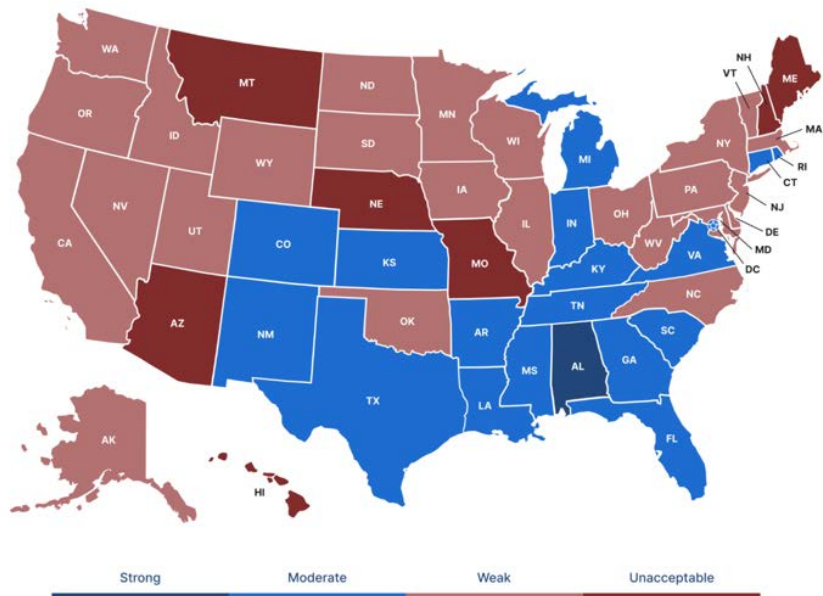 WA
MT
ND
MN
OR
ID
SD
WI
WY
MI
NH
VT
ME
MA
NY
RI
CT
NV
NE
IA
PA
NJ
UT
IL
IN
OH
DE
CA
CO
WV
MD
KS
MO
KY
VA
DC
AZ
NM
OK
TN
NC
AR
SC
TX
MS
AL
GA
LA
FL
AK
HI
Strong Moderate Weak Unacceptable